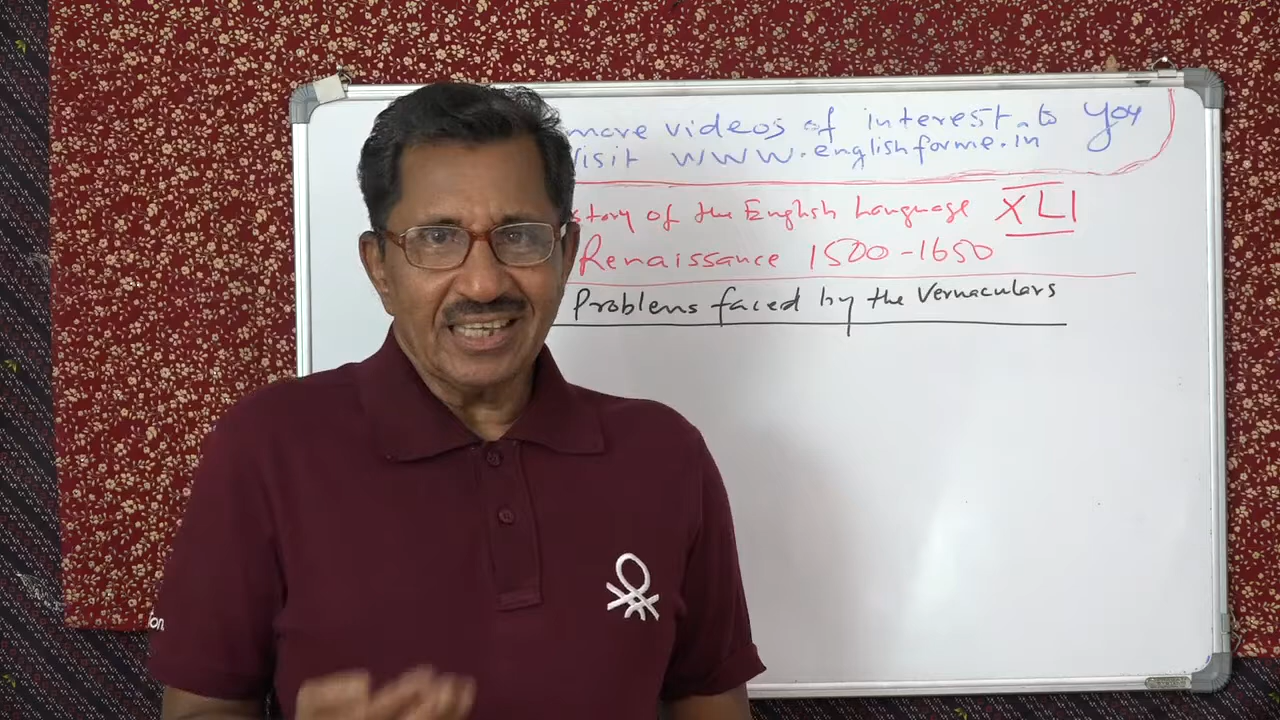 more videos of interest to you
Visit www.englishforme.in
story of the English Language XLI
Renaissance 1500-1650
Problems faced by the Vernaculars
on.